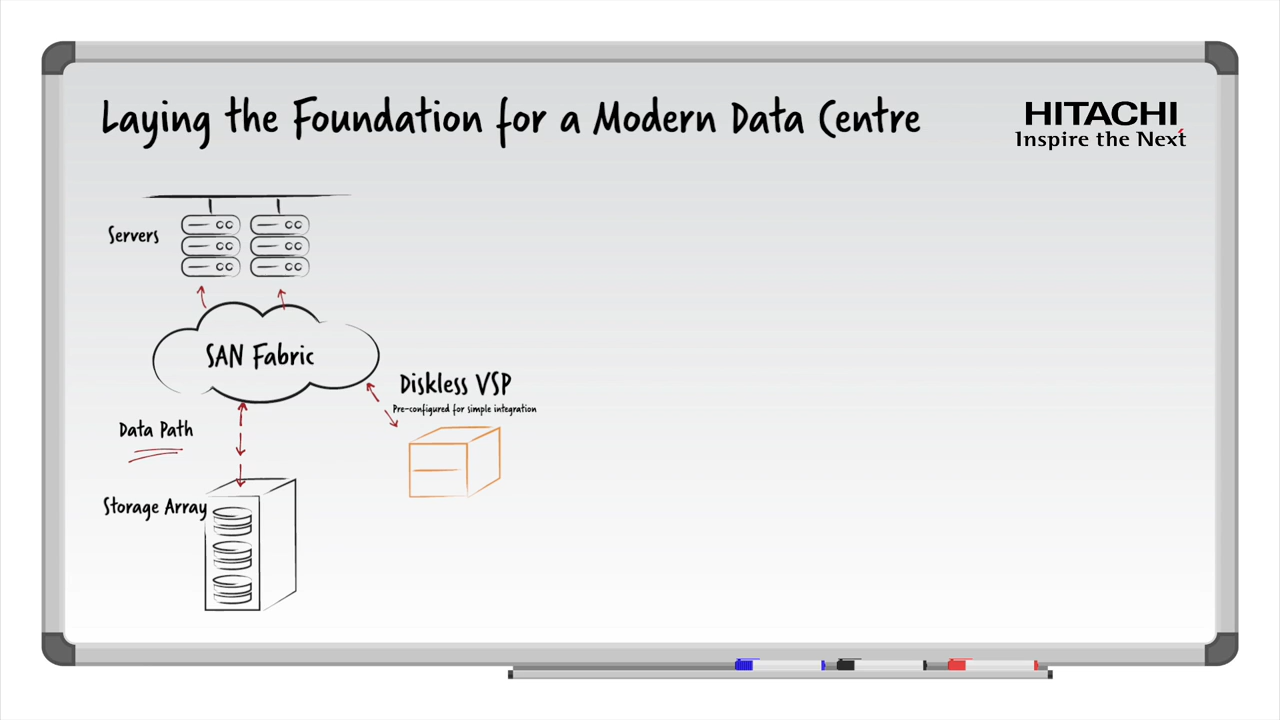 Laying the Foundation for a Modern Data Centre
HITACHI
Inspire the Next
Servers
SAN Fabric
Diskless VSP
Pre-configured for simple integration
Data Path
Storage Array